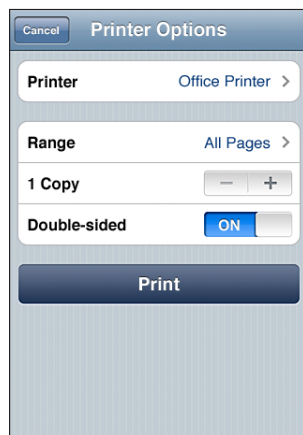 Cancel Printer Options
Printer Office Printer >
Range All Pages >
1 Copy − +
Double-sided ON
Print